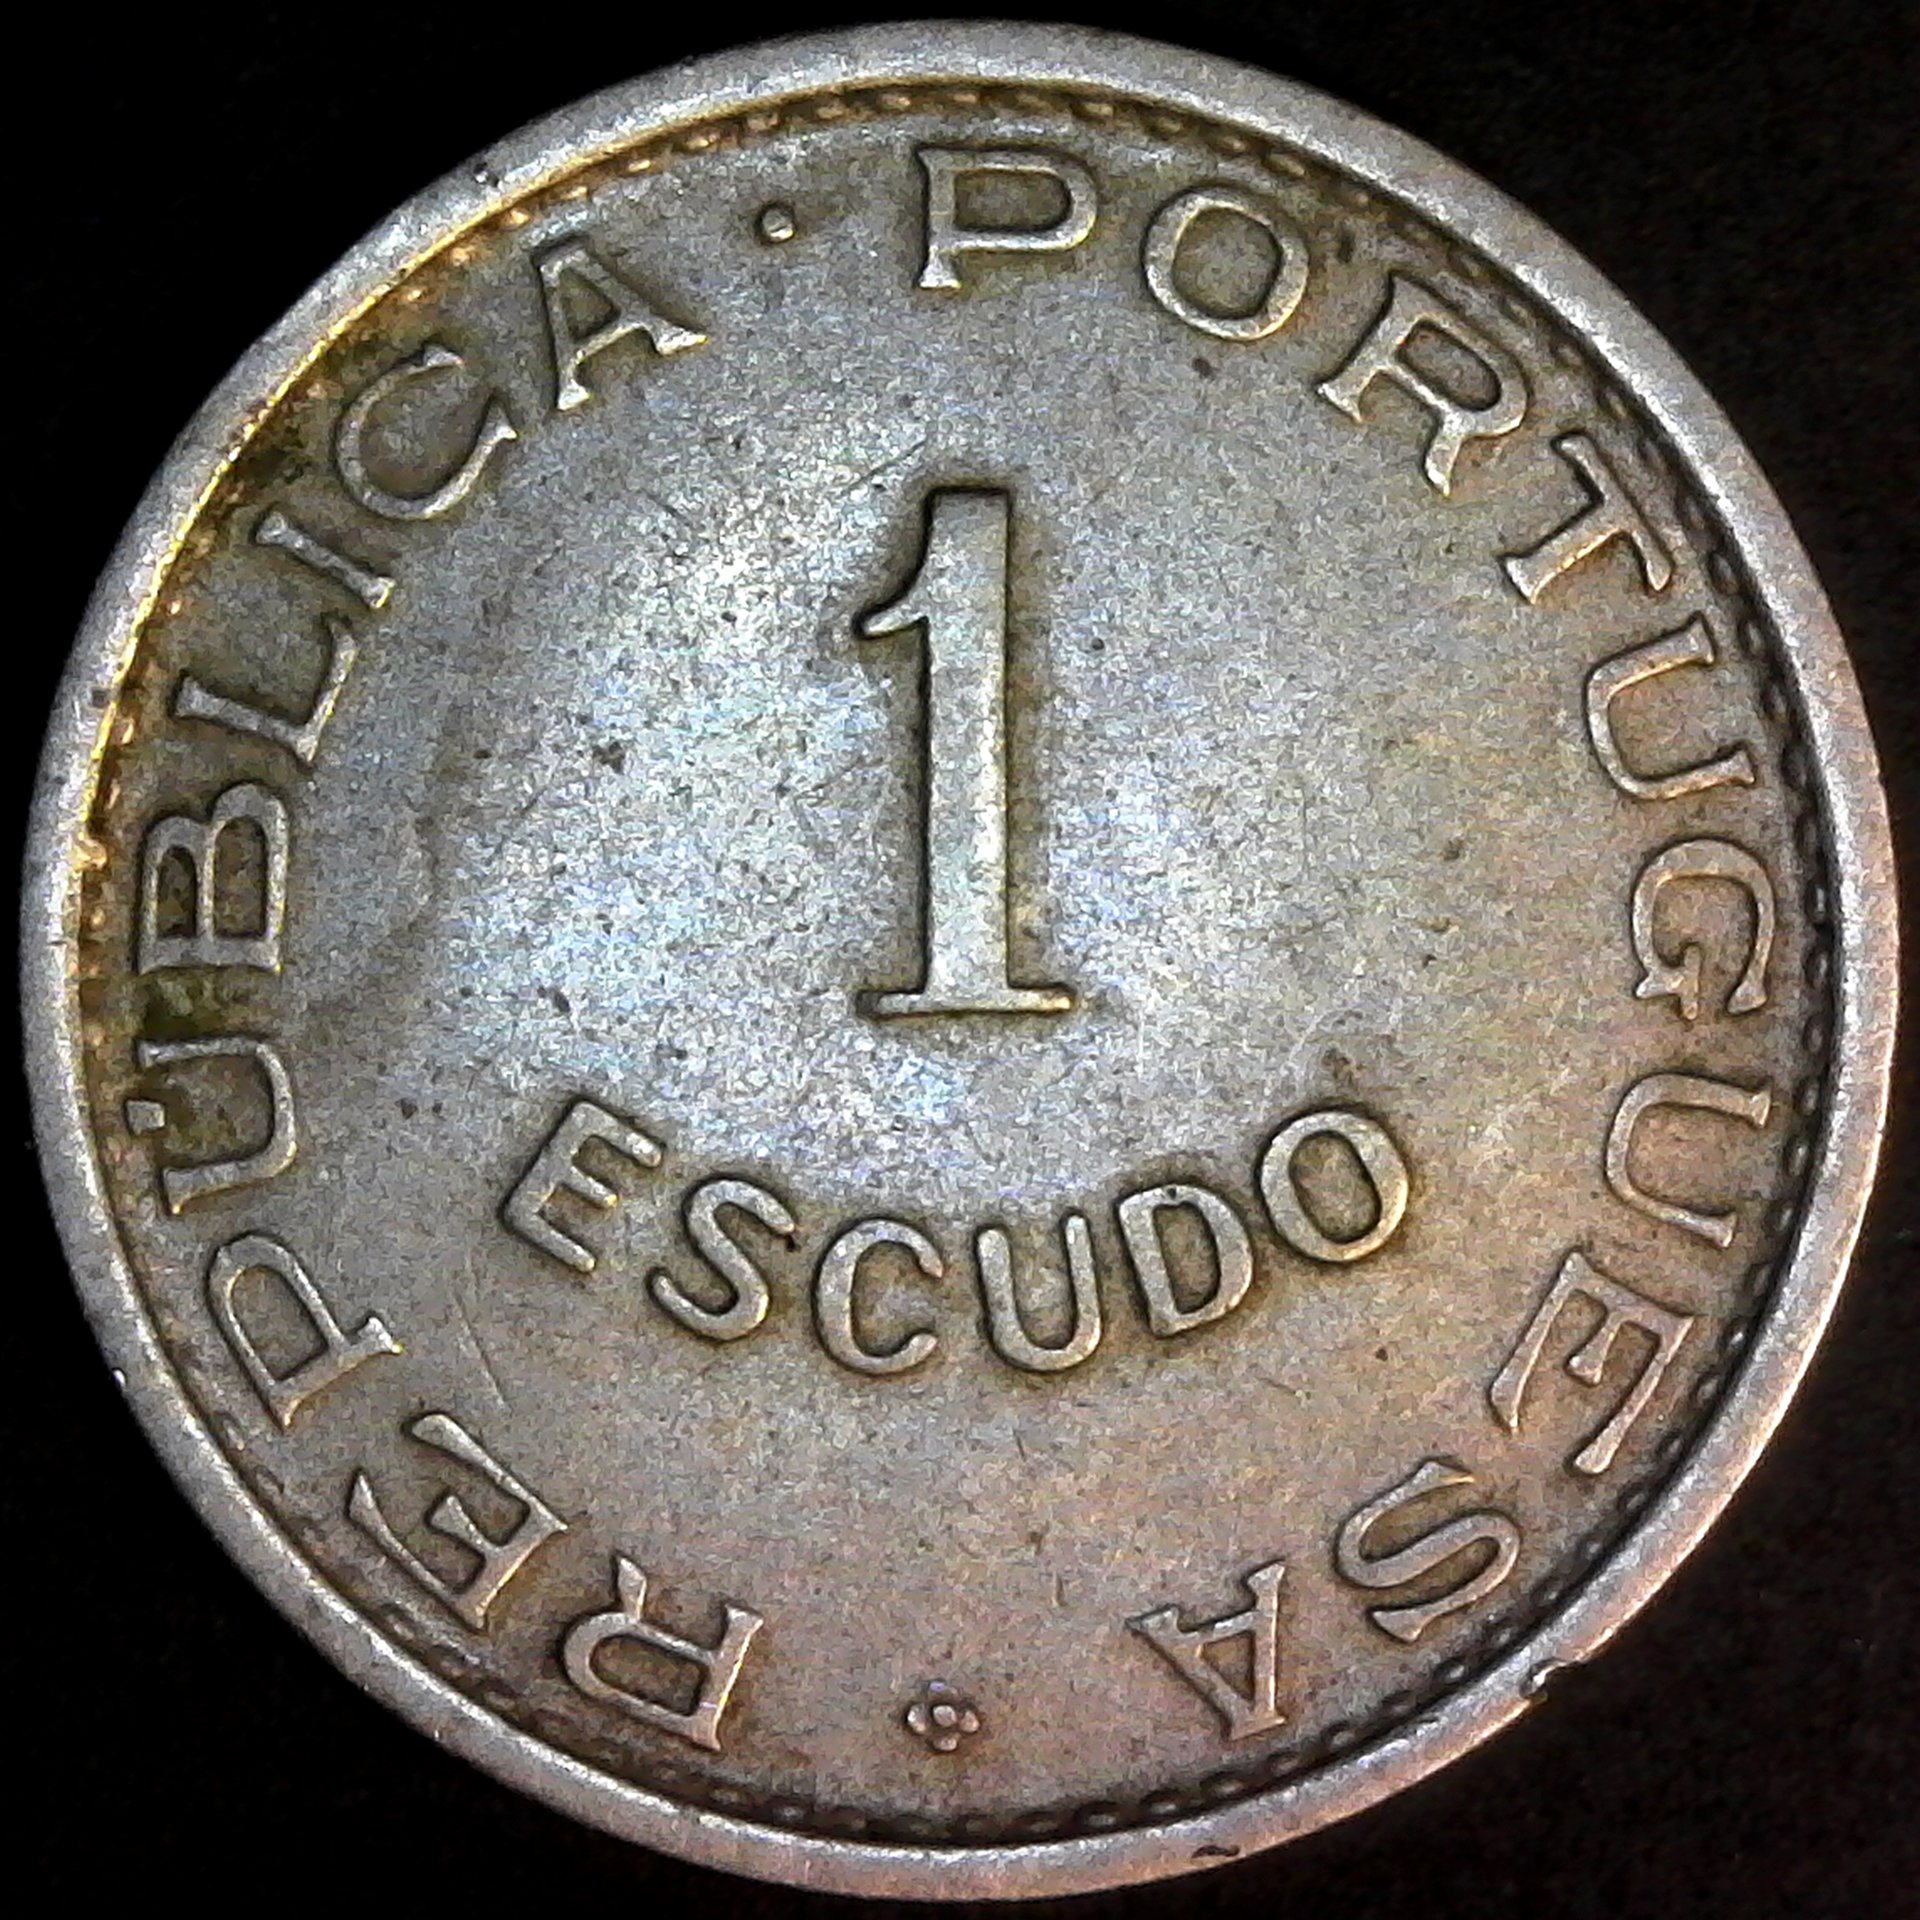 REPÚBLICA · PORTUGUESA
1
ESCUDO